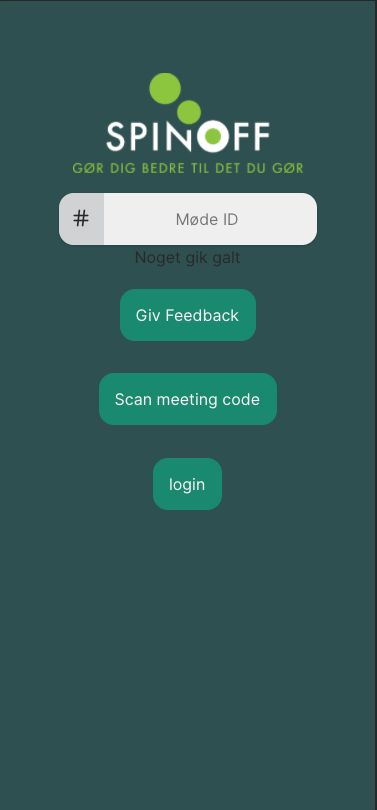 SPINOFF
GØR DIG BEDRE TIL DET DU GØR
# Møde ID
Noget gik galt
Giv Feedback
Scan meeting code
login